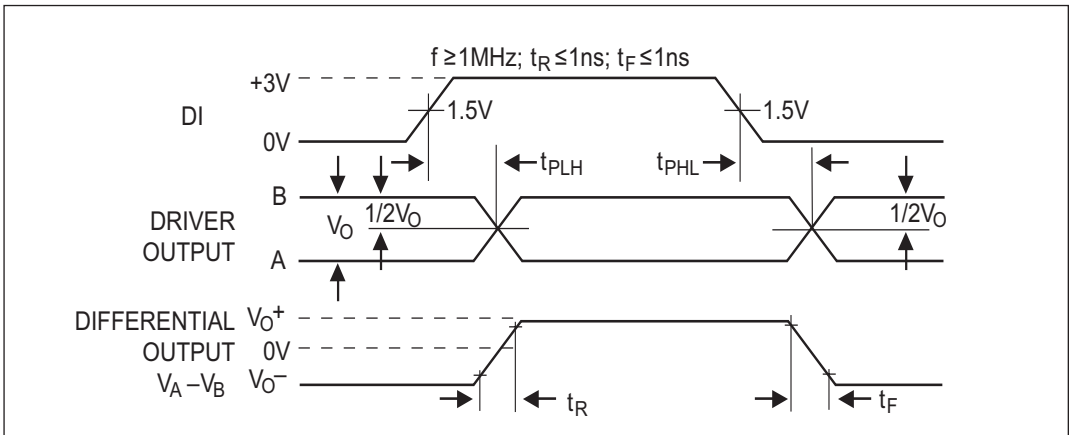 f ≥1MHz; tR ≤1ns; tF ≤1ns
+3V
DI
1.5V
1.5V
0V
tPLH
tPHL
B
DRIVER
OUTPUT
VO
1/2VO
1/2VO
A
DIFFERENTIAL
OUTPUT
VA –VB
VO+
0V
VO–
tR
tF